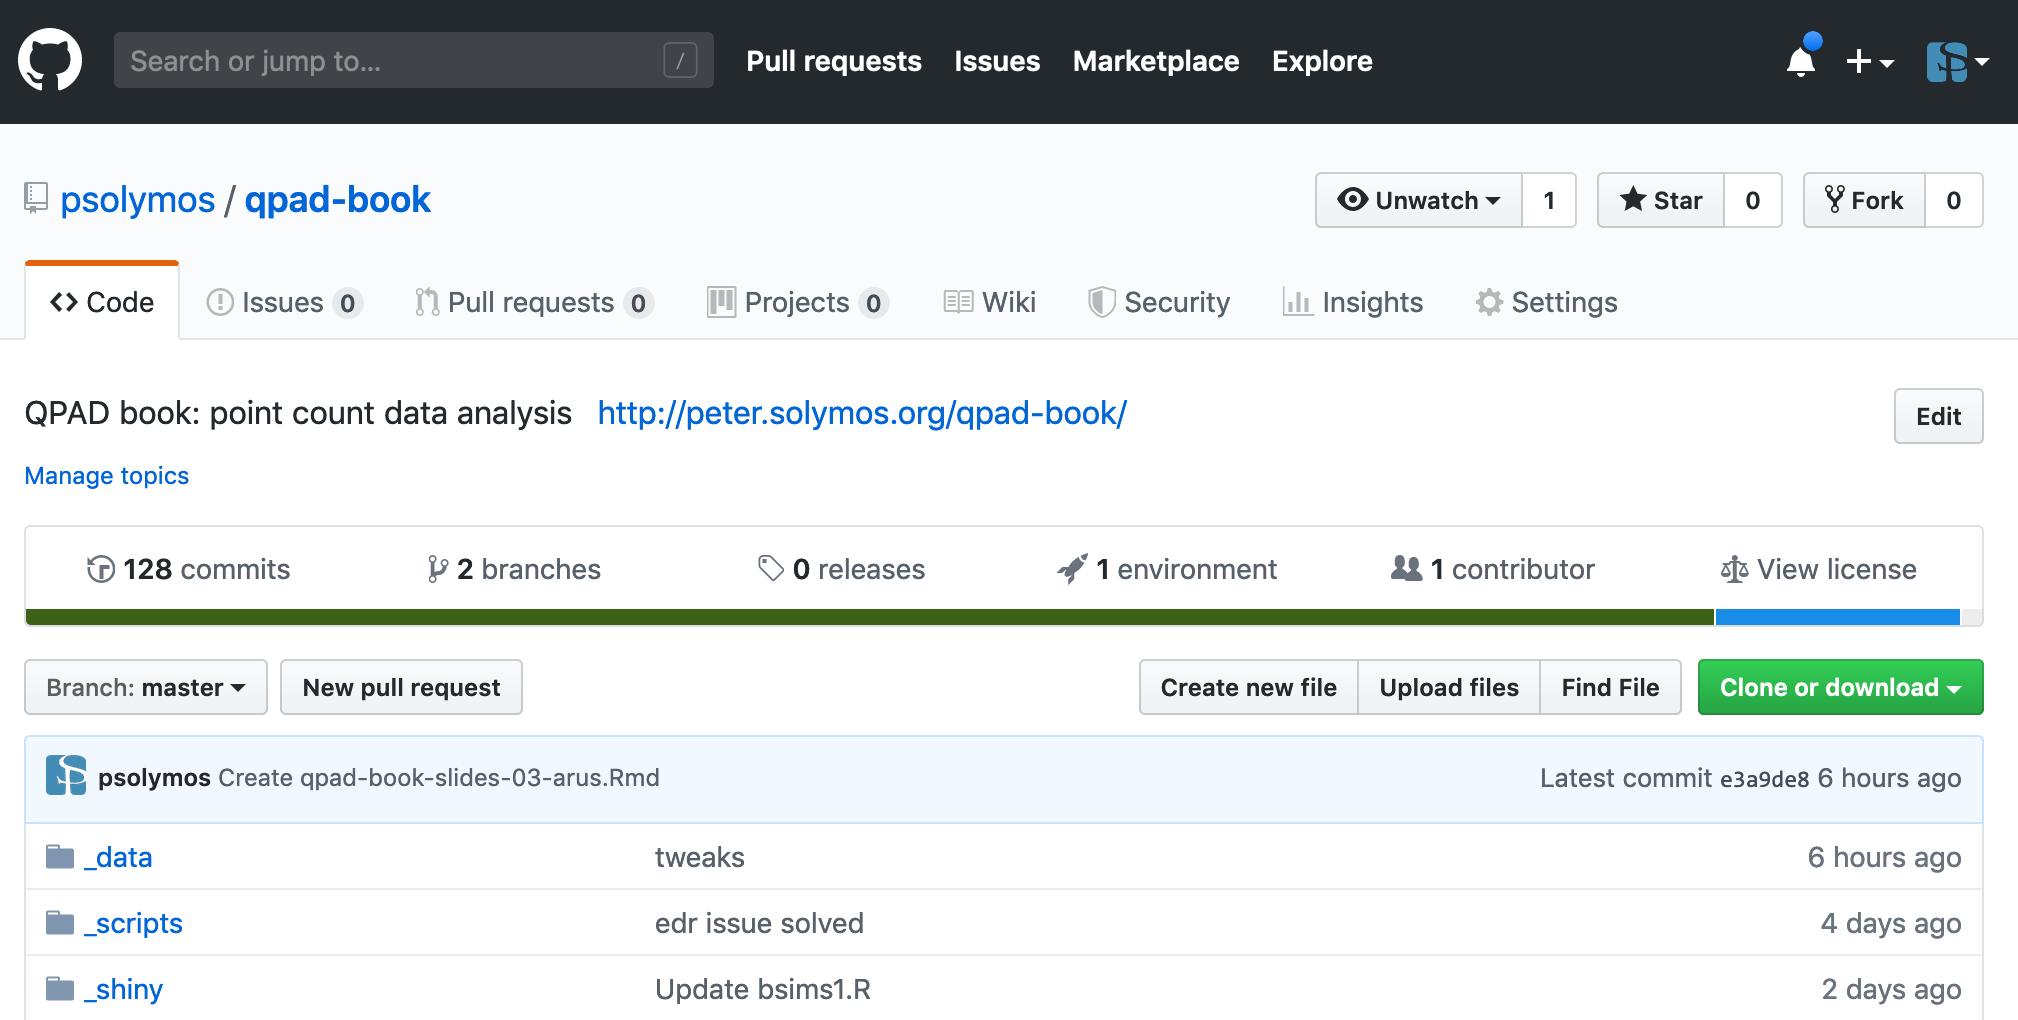 Search or jump to... /
Pull requests Issues Marketplace Explore
psolymos / qpad-book
Unwatch 1 Star 0 Fork 0
Code Issues 0 Pull requests 0 Projects 0 Wiki Security Insights Settings
QPAD book: point count data analysis http://peter.solymos.org/qpad-book/
Edit
Manage topics
128 commits 2 branches 0 releases 1 environment 1 contributor View license
Branch: master New pull request Create new file Upload files Find File Clone or download
psolymos Create qpad-book-slides-03-arus.Rmd Latest commit e3a9de8 6 hours ago
_data tweaks 6 hours ago
_scripts edr issue solved 4 days ago
_shiny Update bsims1.R 2 days ago